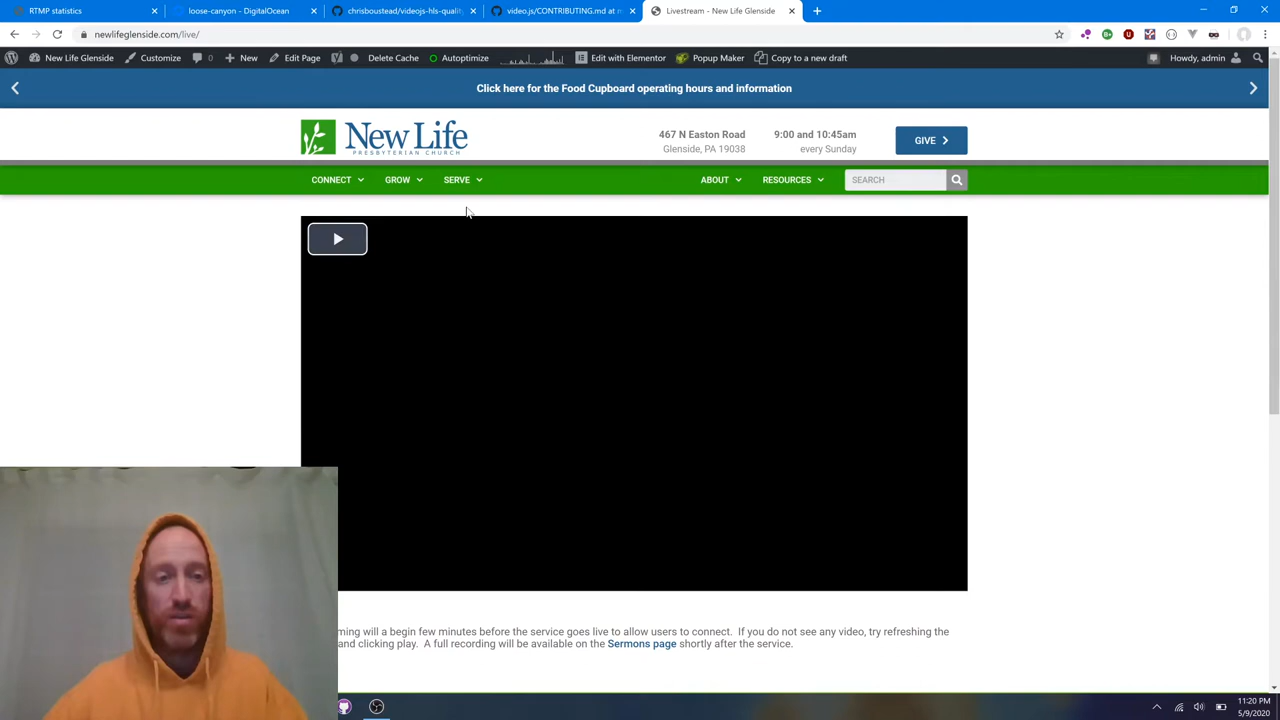 RTMP statistics
loose-canyon - DigitalOcean
chrisboustead/videojs-hls-quality
video.js/CONTRIBUTING.md at m
Livestream - New Life Glenside
newlifeglenside.com/live/
New Life Glenside
Customize
0
New
Edit Page
Delete Cache
Autoptimize
Edit with Elementor
Popup Maker
Copy to a new draft
Howdy, admin
Click here for the Food Cupboard operating hours and information
New Life
PRESBYTERIAN CHURCH
467 N Easton Road
Glenside, PA 19038
9:00 and 10:45am
every Sunday
GIVE
CONNECT
GROW
SERVE
ABOUT
RESOURCES
SEARCH
ming will a begin few minutes before the service goes live to allow users to connect. If you do not see any video, try refreshing the
and clicking play. A full recording will be available on the Sermons page shortly after the service.
11:20 PM
5/9/2020